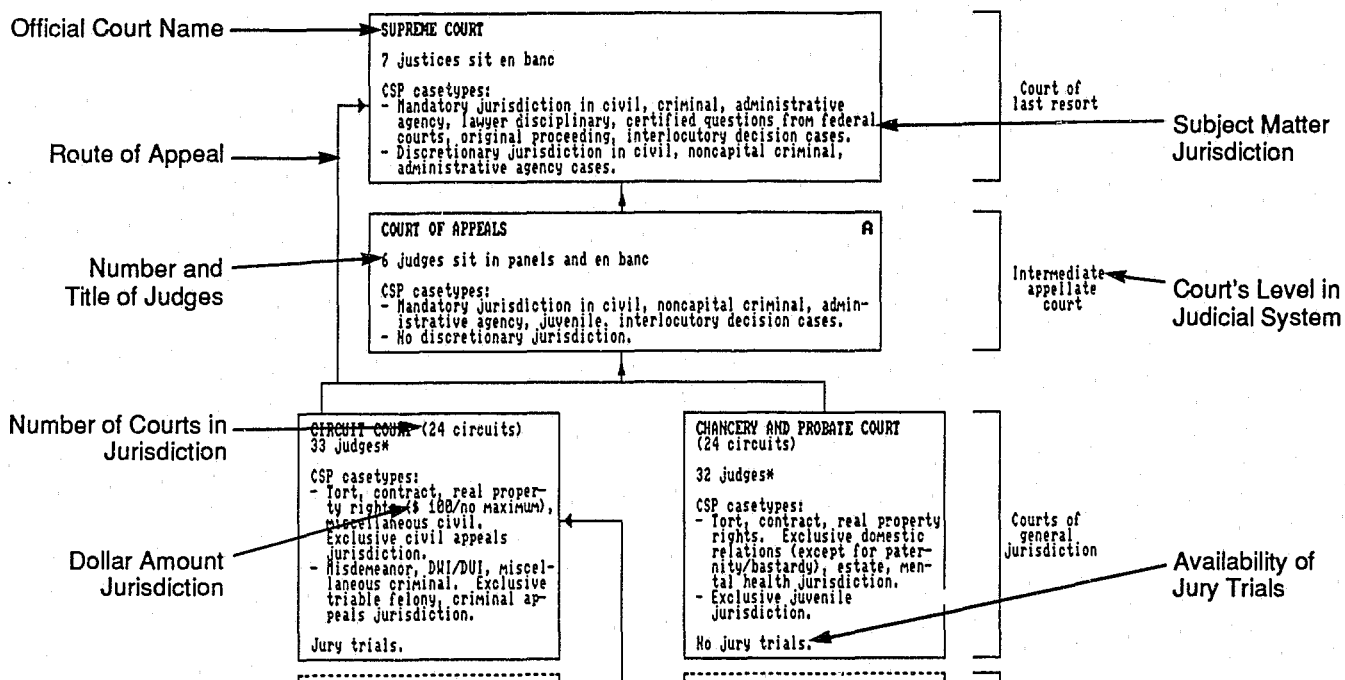 Official Court Name
SUPREME COURT
7 justices sit en banc
CSP casetypes:
- Mandatory jurisdiction in civil, criminal, administrative
agency, lawyer disciplinary, certified questions from federal
courts, original proceeding, interlocutory decision cases.
- Discretionary jurisdiction in civil, noncapital criminal,
administrative agency cases.
Court of
last resort
Route of Appeal
Subject Matter
Jurisdiction
COURT OF APPEALS
A
6 judges sit in panels and en banc
CSP casetypes:
- Mandatory jurisdiction in civil, noncapital criminal, admin-
istrative agency, juvenile, interlocutory decision cases.
- No discretionary jurisdiction.
Number and
Title of Judges
Intermediate
appellate
court
Court's Level in
Judicial System
Number of Courts in
Jurisdiction
CIRCUIT COURT (24 circuits)
33 judges*
CSP casetypes:
- Tort, contract, real proper-
ty rights ($ 100/no maximum),
miscellaneous civil.
Exclusive civil appeals
jurisdiction.
- Misdemeanor, DWI/DUI, miscel-
laneous criminal. Exclusive
triable felony, criminal ap-
peals jurisdiction.
Jury trials.
Dollar Amount
Jurisdiction
CHANCERY AND PROBATE COURT
(24 circuits)
32 judges*
CSP casetypes:
- Tort, contract, real property
rights. Exclusive domestic
relations (except for pater-
nity/bastardy), estate, men-
tal health jurisdiction.
- Exclusive juvenile
jurisdiction.
No jury trials.
Courts of
general
jurisdiction
Availability of
Jury Trials